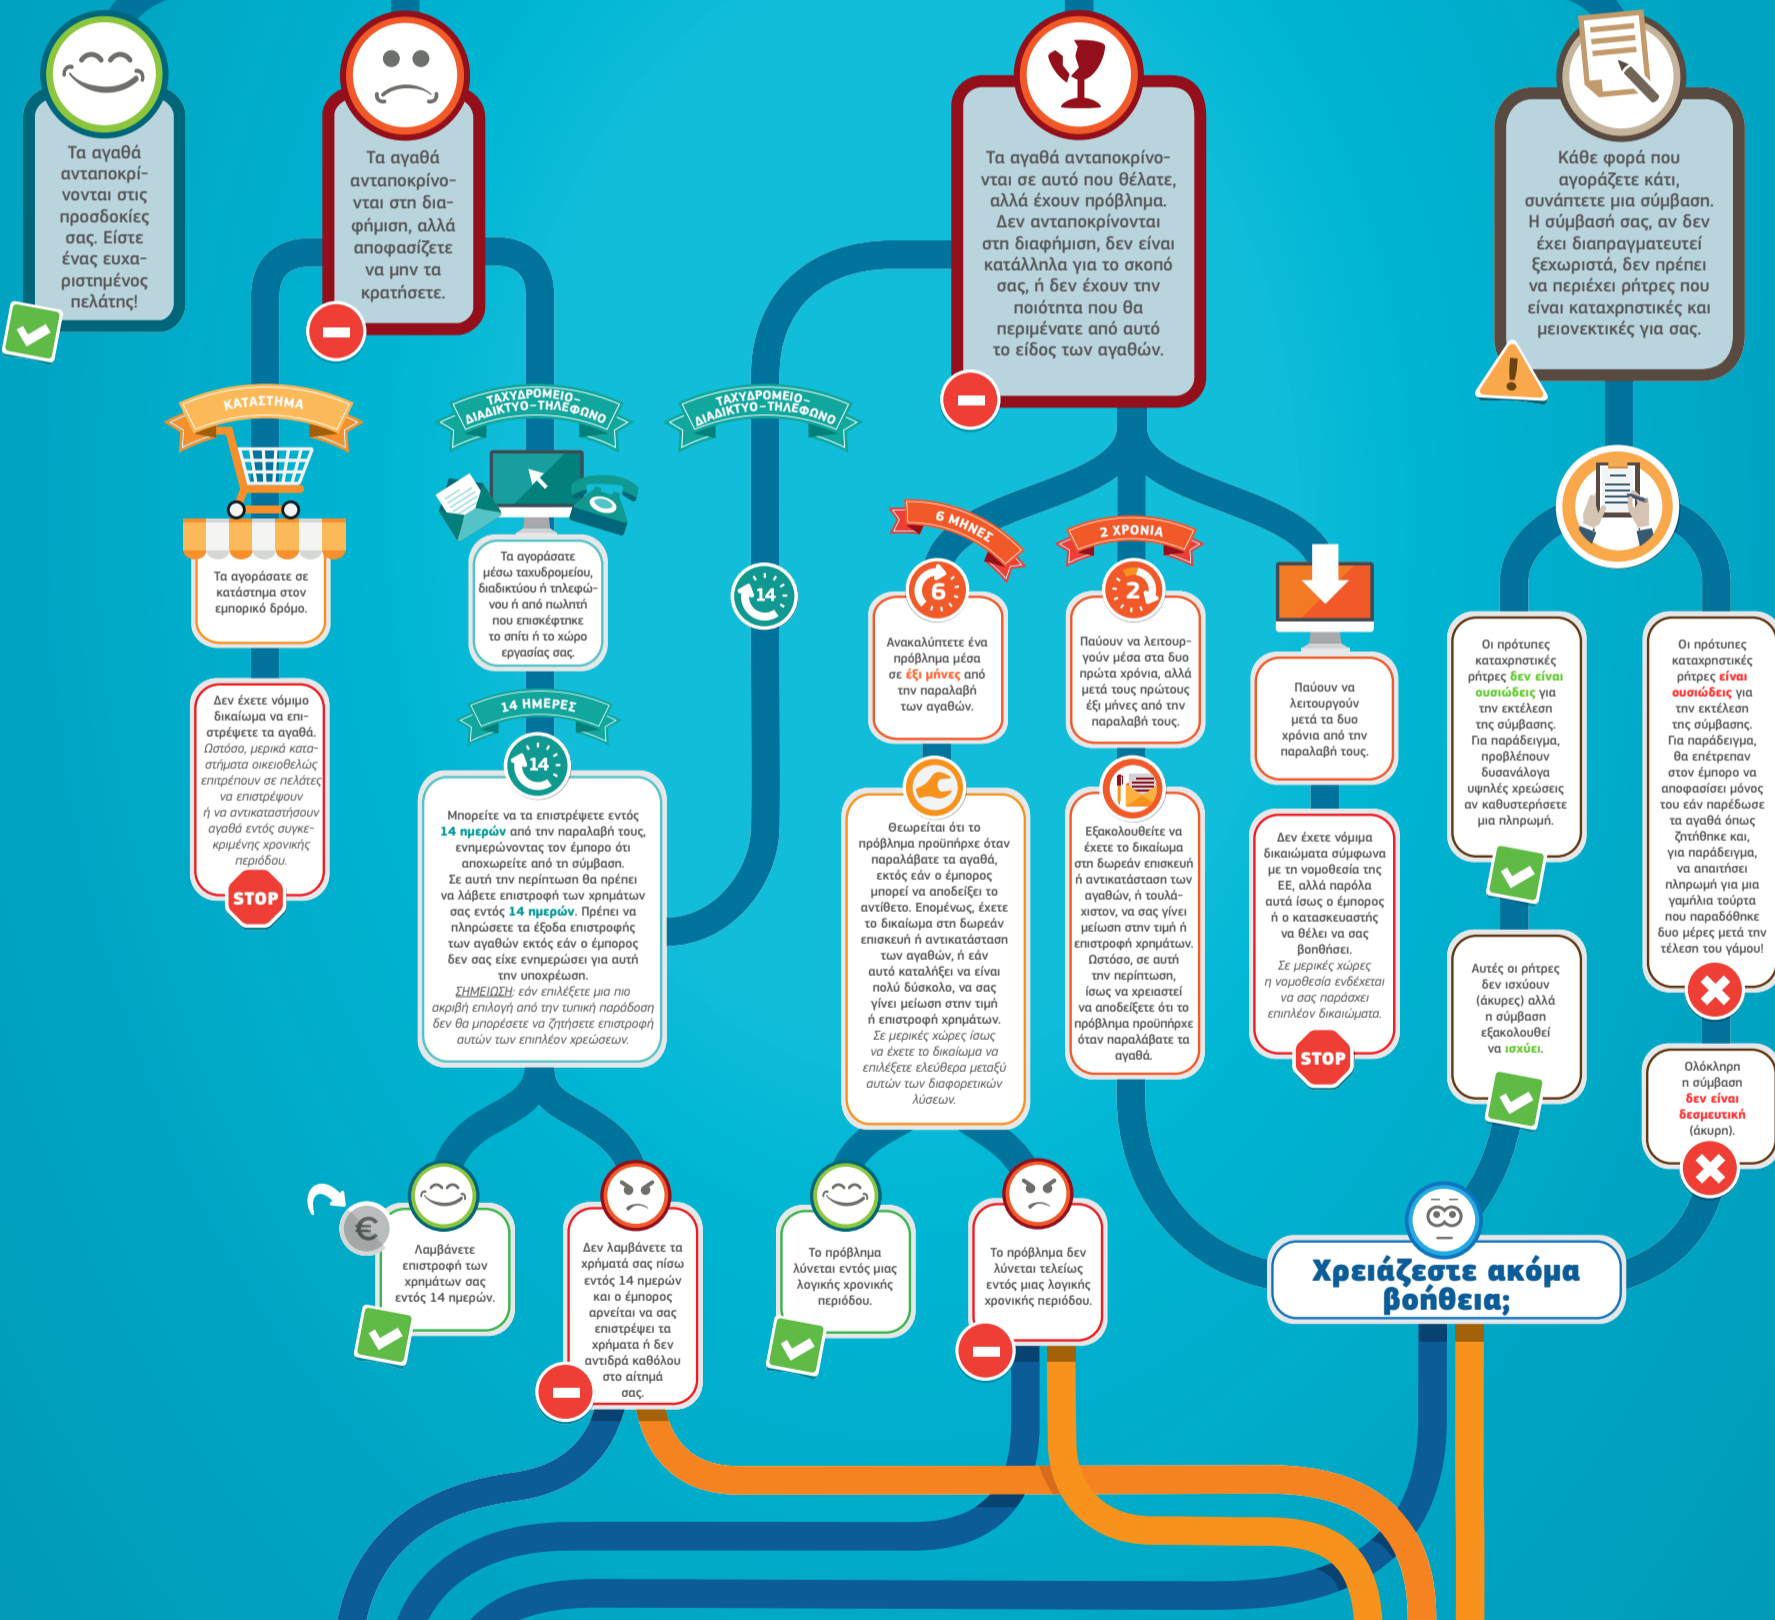 Τα αγαθά
ανταποκρί-
νονται στις
προσδοκίες
σας. Είστε
ένας ευχα-
ριστημένος
πελάτης!
Τα αγαθά
ανταποκρίνο-
νται στη δια-
φήμιση, αλλά
αποφασίζετε
να μην τα
κρατήσετε.
Τα αγαθά ανταποκρίνο-
νται σε αυτό που θέλατε,
αλλά έχουν πρόβλημα.
Δεν ανταποκρίνονται
στη διαφήμιση, δεν είναι
κατάλληλα για το σκοπό
σας, ή δεν έχουν την
ποιότητα που θα
περιμένατε από αυτό
το είδος των αγαθών.
Κάθε φορά που
αγοράζετε κάτι,
συνάπτετε μια σύμβαση.
Η σύμβασή σας, αν δεν
έχει διαπραγματευτεί
ξεχωριστά, δεν πρέπει
να περιέχει ρήτρες που
είναι καταχρηστικές και
μειονεκτικές για σας.
ΚΑΤΑΣΤΗΜΑ
Τα αγοράσατε σε
κατάστημα στον
εμπορικό δρόμο.
Δεν έχετε νόμιμο
δικαίωμα να επι-
στρέψετε τα αγαθά.
Ωστόσο, μερικά κατα-
στήματα οικειοθελώς
επιτρέπουν σε πελάτες
να επιστρέψουν
ή να αντικαταστήσουν
αγαθά εντός συγκε-
κριμένης χρονικής
περιόδου.
STOP
ΤΑΧΥΔΡΟΜΕΙΟ-
ΔΙΑΔΙΚΤΥΟ-ΤΗΛΕΦΩΝΟ
Τα αγοράσατε
μέσω ταχυδρομείου,
διαδικτύου ή τηλεφώ-
νου ή από πωλητή
που επισκέφτηκε
το σπίτι ή το χώρο
εργασίας σας.
14 ΗΜΕΡΕΣ
14
Μπορείτε να τα επιστρέψετε εντός
14 ημερών από την παραλαβή τους,
ενημερώνοντας τον έμπορο ότι
αποχωρείτε από τη σύμβαση.
Σε αυτή την περίπτωση θα πρέπει
να λάβετε επιστροφή των χρημάτων
σας εντός 14 ημερών. Πρέπει να
πληρώσετε τα έξοδα επιστροφής
των αγαθών εκτός εάν ο έμπορος
δεν σας είχε ενημερώσει για αυτή
την υποχρέωση.
ΣΗΜΕΙΩΣΗ: εάν επιλέξετε μια πιο
ακριβή επιλογή από την τυπική παράδοση
δεν θα μπορέσετε να ζητήσετε επιστροφή
αυτών των επιπλέον χρεώσεων.
€
Λαμβάνετε
επιστροφή των
χρημάτων σας
εντός 14 ημερών.
Δεν λαμβάνετε τα
χρήματά σας πίσω
εντός 14 ημερών
και ο έμπορος
αρνείται να σας
επιστρέψει τα
χρήματα ή δεν
αντιδρά καθόλου
στο αίτημά
σας.
ΤΑΧΥΔΡΟΜΕΙΟ-
ΔΙΑΔΙΚΤΥΟ-ΤΗΛΕΦΩΝΟ
14
6 ΜΗΝΕΣ
6
Ανακαλύπτετε ένα
πρόβλημα μέσα
σε έξι μήνες από
την παραλαβή
των αγαθών.
Θεωρείται ότι το
πρόβλημα προϋπήρχε όταν
παραλάβατε τα αγαθά,
εκτός εάν ο έμπορος
μπορεί να αποδείξει το
αντίθετο. Επομένως, έχετε
το δικαίωμα στη δωρεάν
επισκευή ή αντικατάσταση
των αγαθών, ή εάν
αυτό καταλήξει να είναι
πολύ δύσκολο, να σας
γίνει μείωση στην τιμή
ή επιστροφή χρημάτων.
Σε μερικές χώρες ίσως
να έχετε το δικαίωμα να
επιλέξετε ελεύθερα μεταξύ
αυτών των διαφορετικών
λύσεων.
Το πρόβλημα
λύνεται εντός μιας
λογικής χρονικής
περιόδου.
Το πρόβλημα δεν
λύνεται τελείως
εντός μιας λογικής
χρονικής περιόδου.
2 ΧΡΟΝΙΑ
2
Παύουν να λειτουρ-
γούν μέσα στα δυο
πρώτα χρόνια, αλλά
μετά τους πρώτους
έξι μήνες από την
παραλαβή τους.
Εξακολουθείτε να
έχετε το δικαίωμα
στη δωρεάν επισκευή
ή αντικατάσταση των
αγαθών, ή τουλά-
χιστον, να σας γίνει
μείωση στην τιμή ή
επιστροφή χρημάτων.
Ωστόσο, σε αυτή
την περίπτωση,
ίσως να χρειαστεί
να αποδείξετε ότι το
πρόβλημα προϋπήρχε
όταν παραλάβατε τα
αγαθά.
Παύουν να
λειτουργούν
μετά τα δυο
χρόνια από την
παραλαβή τους.
Δεν έχετε νόμιμα
δικαιώματα σύμφωνα
με τη νομοθεσία της
ΕΕ, αλλά παρόλα
αυτά ίσως ο έμπορος
ή ο κατασκευαστής
να θέλει να σας
βοηθήσει.
Σε μερικές χώρες
η νομοθεσία ενδέχεται
να σας παράσχει
επιπλέον δικαιώματα.
STOP
Οι πρότυπες
καταχρηστικές
ρήτρες δεν είναι
ουσιώδεις για
την εκτέλεση
της σύμβασης.
Για παράδειγμα,
προβλέπουν
δυσανάλογα
υψηλές χρεώσεις
αν καθυστερήσετε
μια πληρωμή.
Αυτές οι ρήτρες
δεν ισχύουν
(άκυρες) αλλά
η σύμβαση
εξακολουθεί
να ισχύει.
Οι πρότυπες
καταχρηστικές
ρήτρες είναι
ουσιώδεις για
την εκτέλεση
της σύμβασης.
Για παράδειγμα,
θα επέτρεπαν
στον έμπορο να
αποφασίσει μόνος
του εάν παρέδωσε
τα αγαθά όπως
ζητήθηκε και,
για παράδειγμα,
να απαιτήσει
πληρωμή για μια
γαμήλια τούρτα
που παραδόθηκε
δυο μέρες μετά την
τέλεση του γάμου!
Ολόκληρη
η σύμβαση
δεν είναι
δεσμευτική
(άκυρη).
Χρειάζεστε ακόμα
βοήθεια;